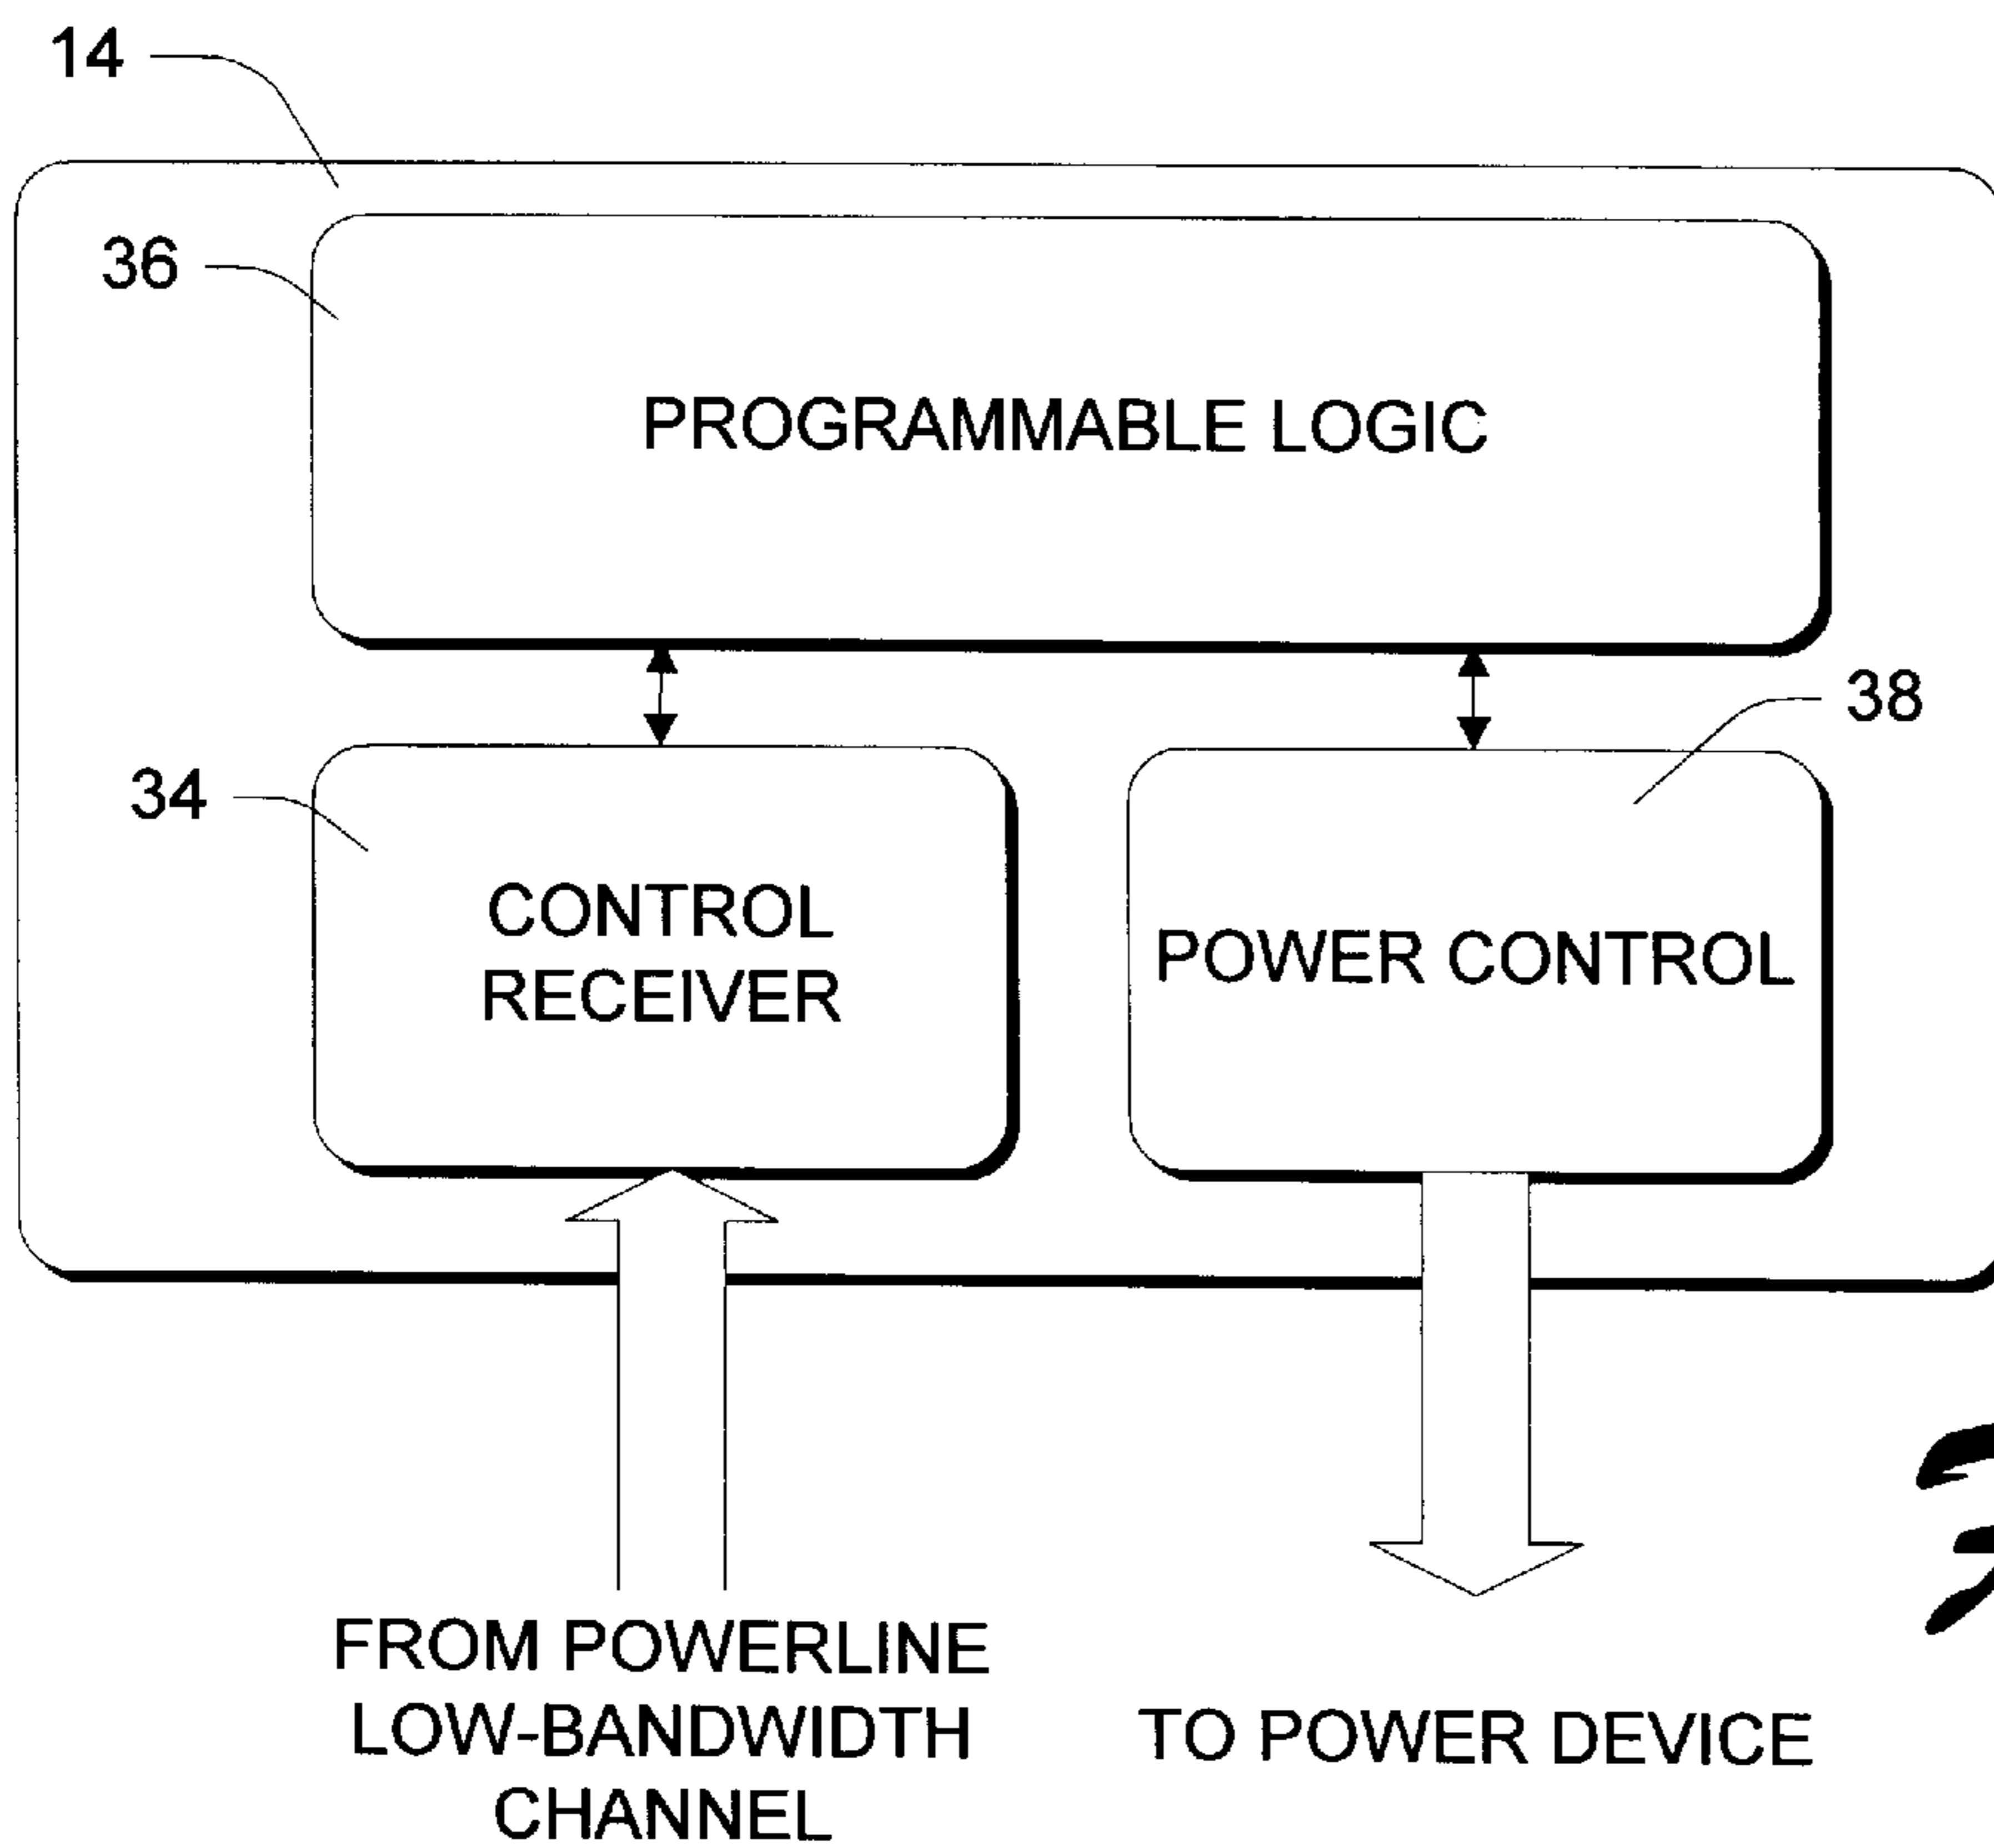 14
36
PROGRAMMABLE LOGIC
38
34
CONTROL
RECEIVER
POWER CONTROL
FROM POWERLINE
LOW-BANDWIDTH
CHANNEL
TO POWER DEVICE